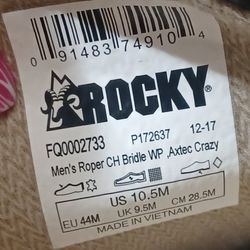 0 91483 74910 4
ROCKY®
FQ0002733 P172637 12-17
Men's Roper CH Bridle WP ,Axtec Crazy
US 10.5M
EU 44M UK 9.5M CM 28.5M
MADE IN VIETNAM